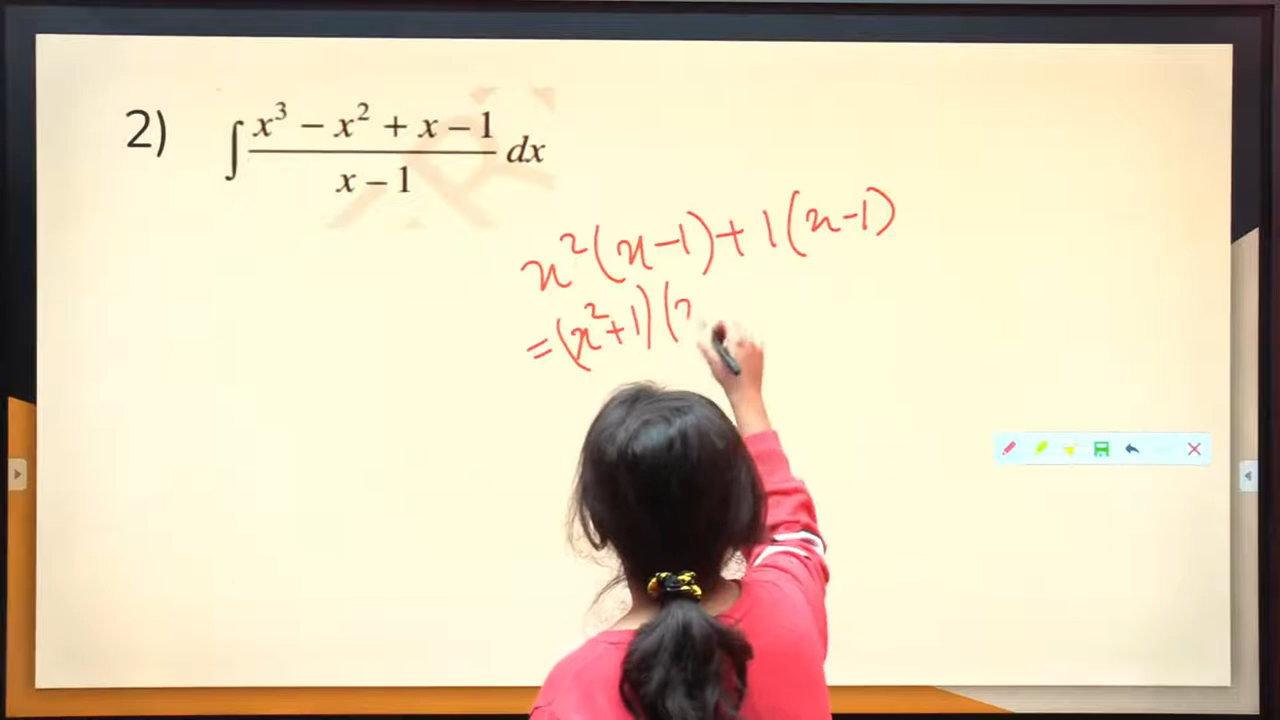 2) ∫ (x³ − x² + x − 1)/(x − 1) dx
x²(x−1)+1(x−1)
=(x²+1)(